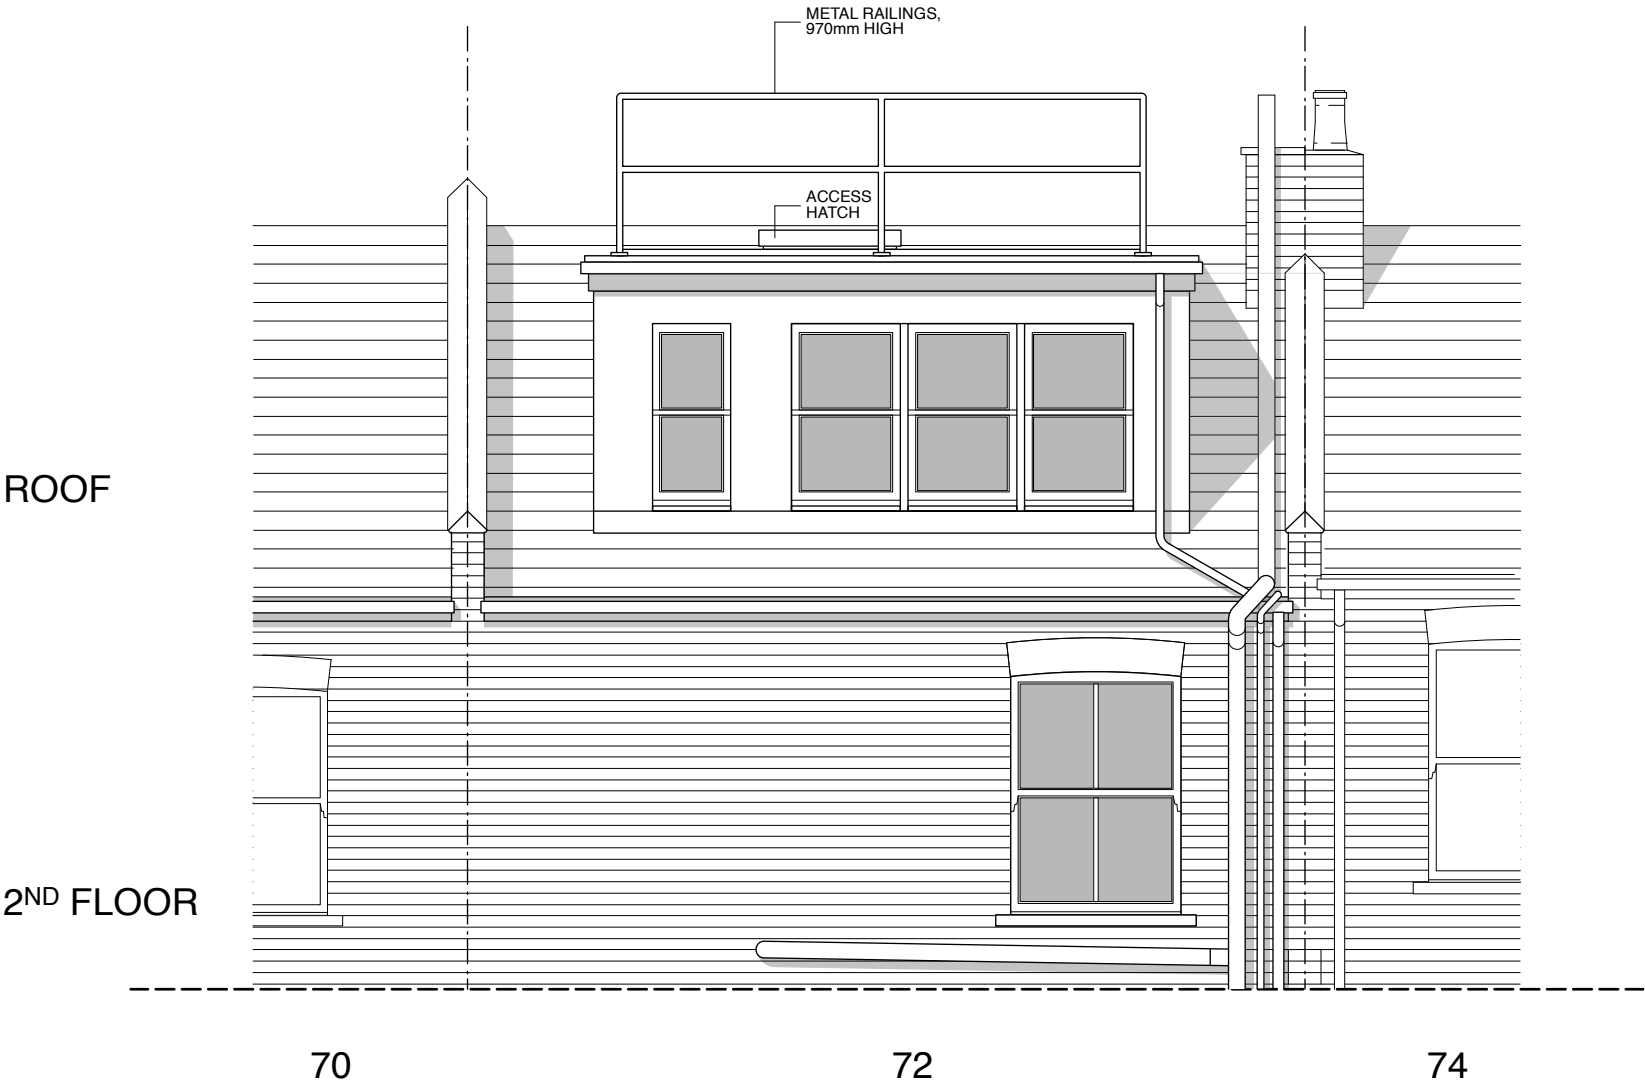 METAL RAILINGS,
970mm HIGH
ACCESS
HATCH
ROOF
2ND FLOOR
70 72 74